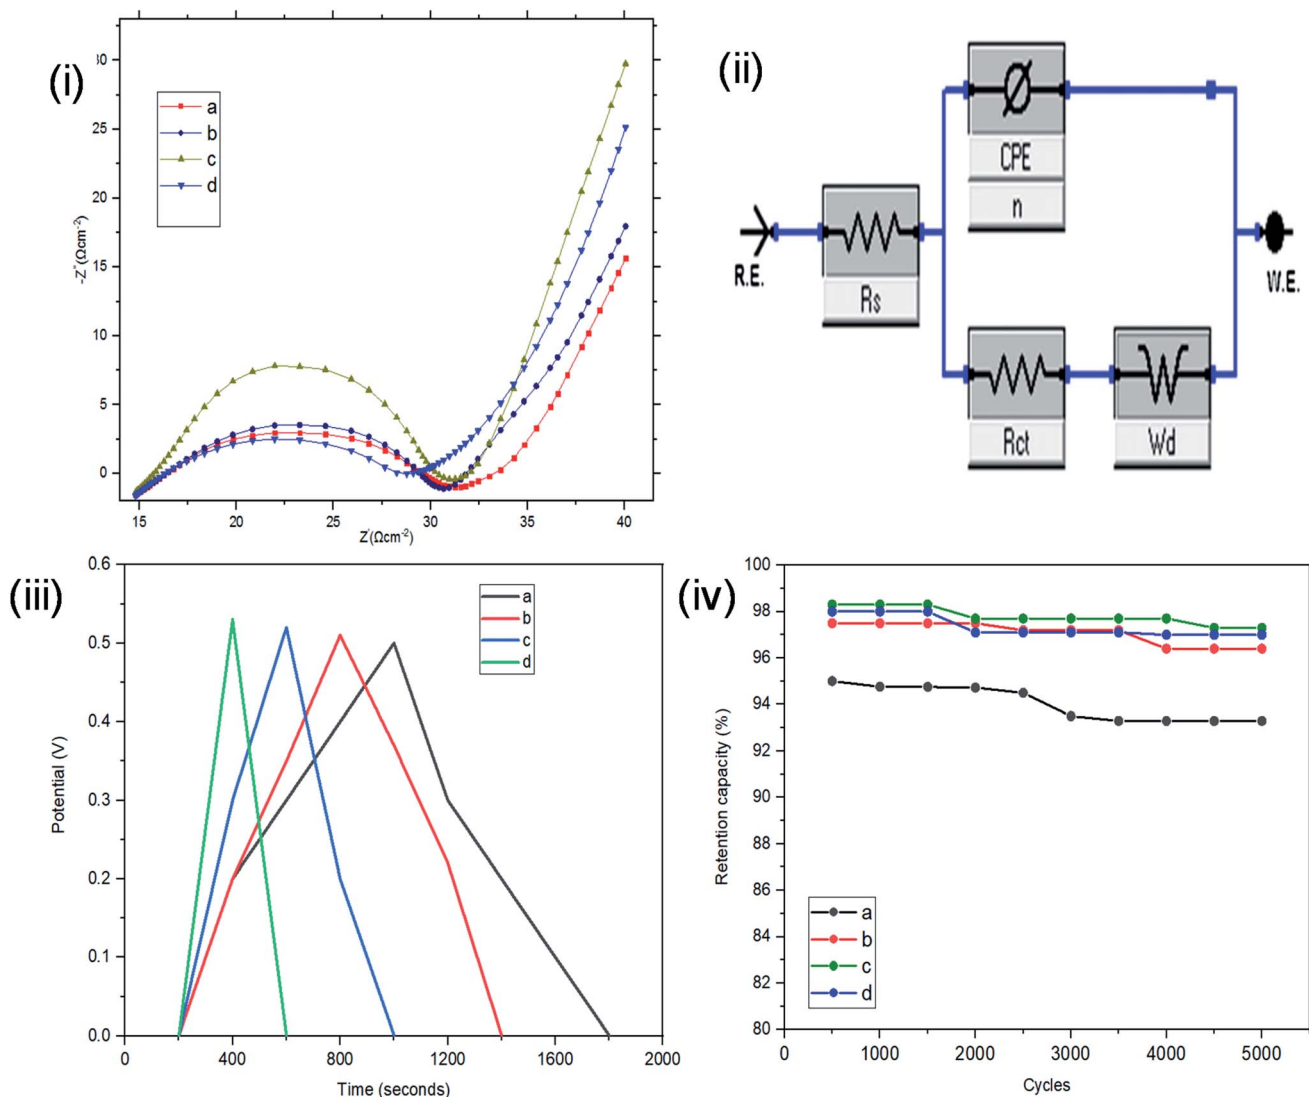 (i)
30
25
20
15
10
5
0
15
20
25
30
35
40
-Z"(Ωcm-2)
Z'(Ωcm-2)
a
b
c
d
(ii)
CPE
n
R.E.
Rs
W.E.
Rct
Wd
(iii)
0.6
0.5
0.4
0.3
0.2
0.1
0.0
0
400
800
1200
1600
2000
Potential (V)
Time (seconds)
a
b
c
d
(iv)
100
98
96
94
92
90
88
86
84
82
80
0
1000
2000
3000
4000
5000
Retention capacity (%)
Cycles
a
b
c
d